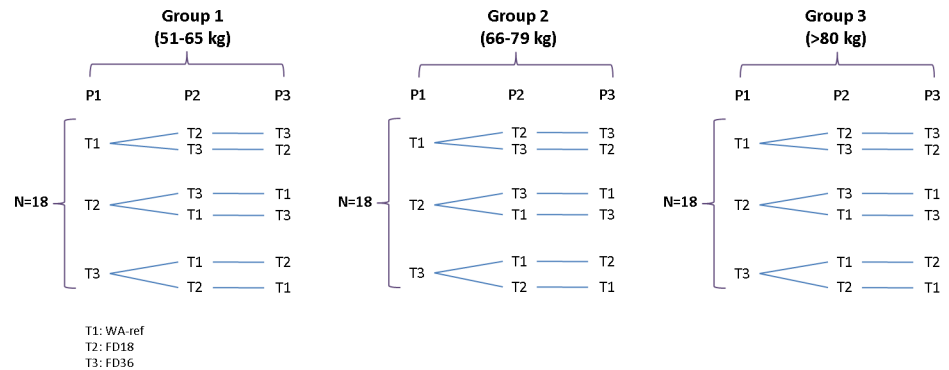 Group 1
(51-65 kg)
Group 2
(66-79 kg)
Group 3
(>80 kg)
P1 P2 P3 P1 P2 P3 P1 P2 P3
T2 T3 T2 T3 T2 T3
T1 T1 T1
T3 T2 T3 T2 T3 T2
T3 T1 T3 T1 T3 T1
N=18 T2 N=18 T2 N=18 T2
T1 T3 T1 T3 T1 T3
T1 T2 T1 T2 T1 T2
T3 T3 T3
T2 T1 T2 T1 T2 T1
T1: WA-ref
T2: FD18
T3: FD36